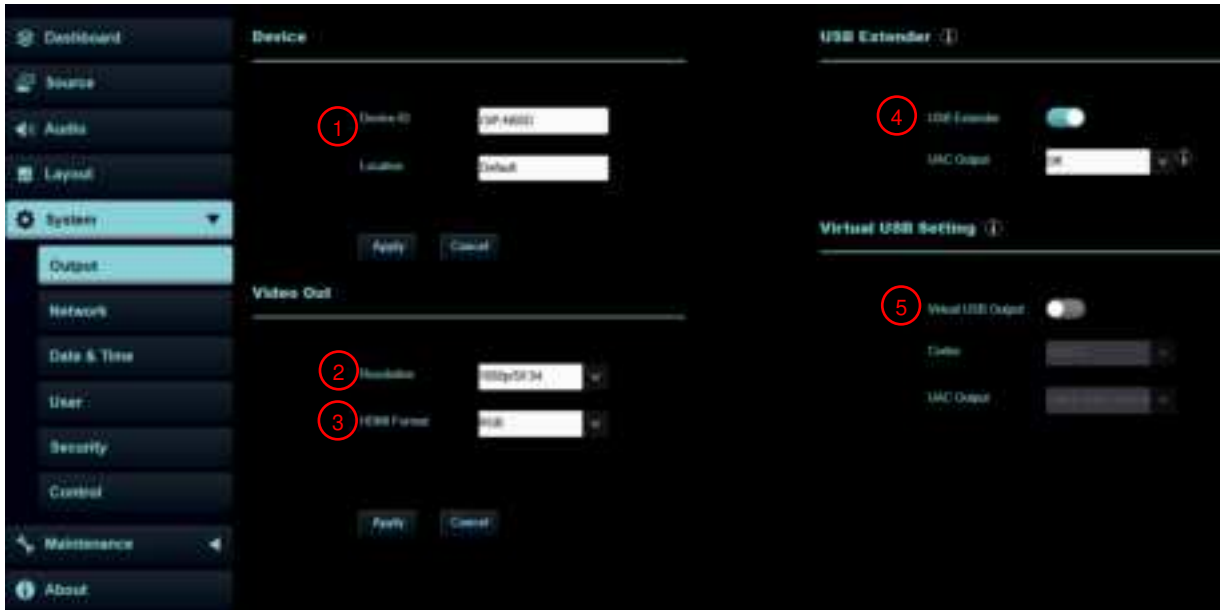 Dashboard
Source
Audio
Layout
System
Output
Network
Date & Time
User
Security
Control
Maintenance
About
Device
1
Device ID
Location
Default
Apply
Cancel
Video Out
2
Resolution
3
HDMI Format
RGB
Apply
Cancel
USB Extender
4
USB Extender
UAC Output
Off
Virtual USB Setting
5
Virtual USB Output
Codec
UAC Output